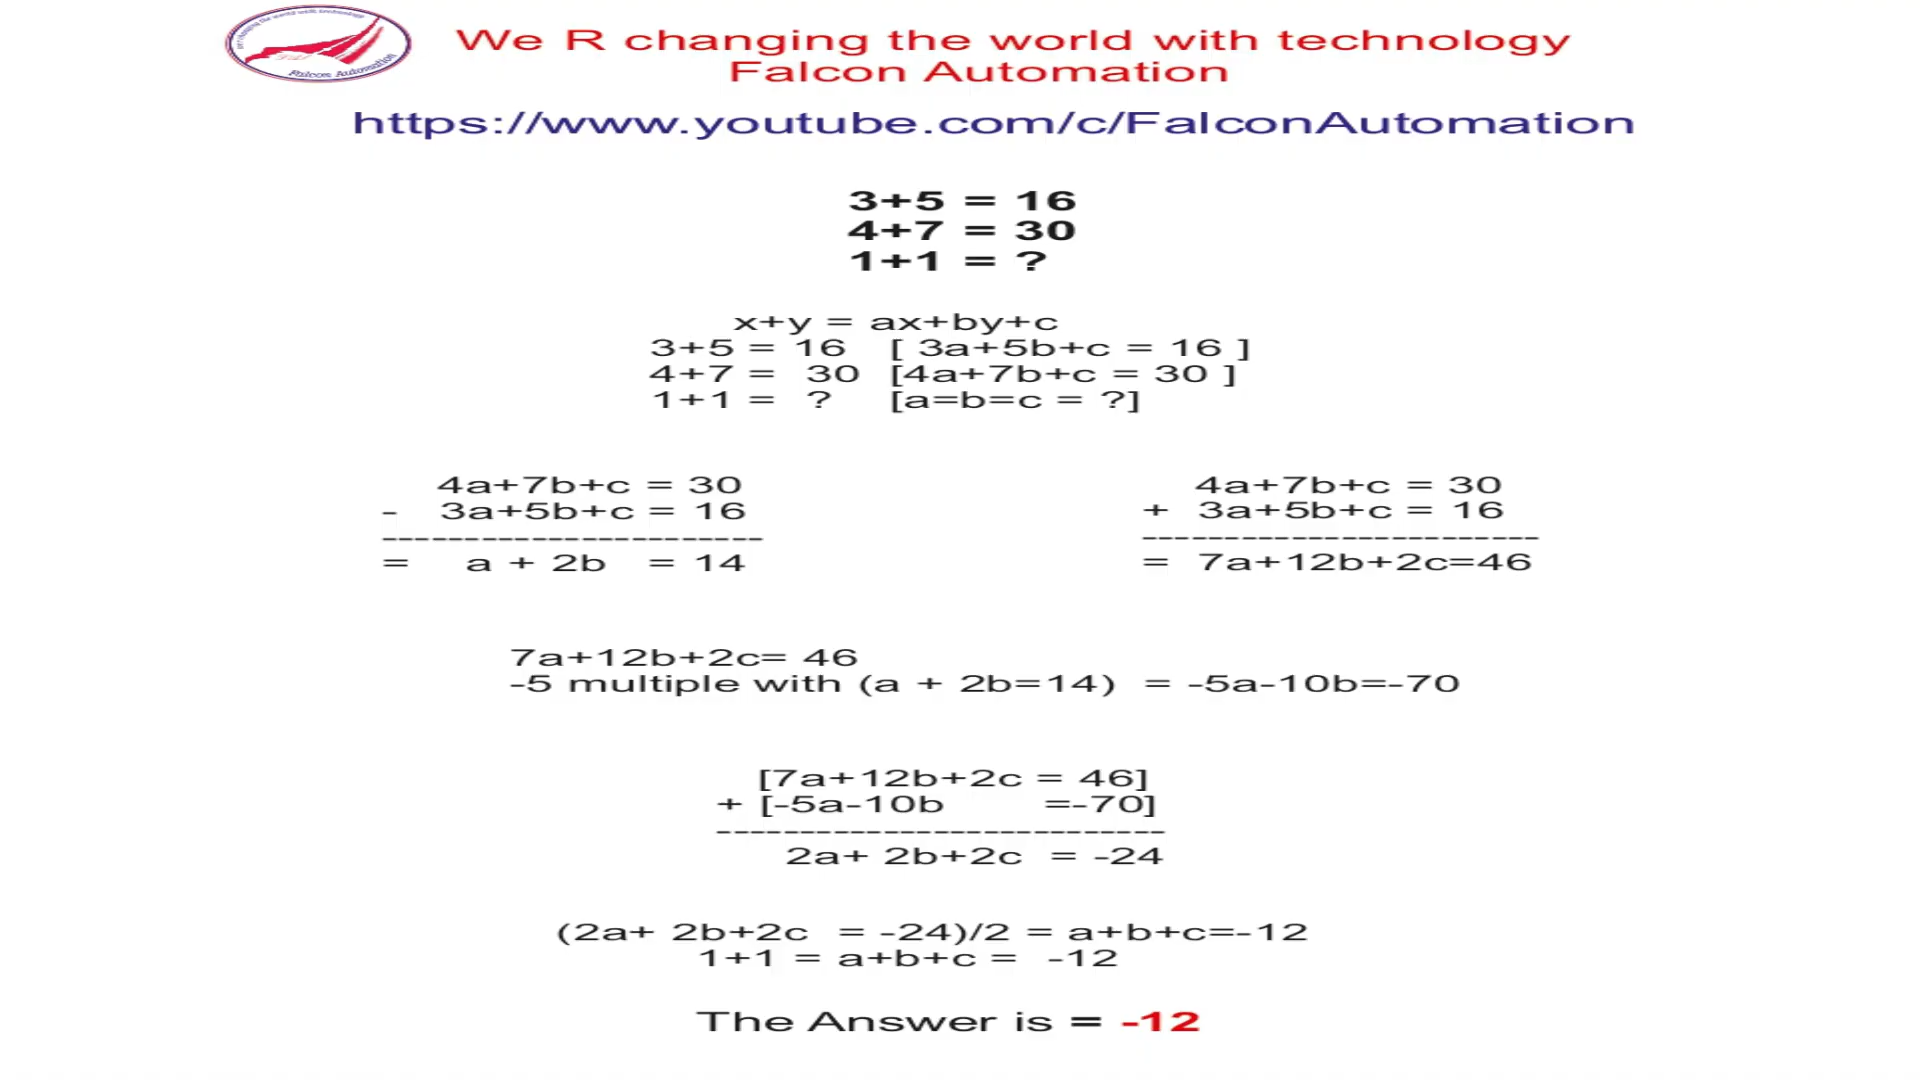 We R changing the world with technology
Falcon Automation
Falcon Automation
https://www.youtube.com/c/FalconAutomation
3+5 = 16
4+7 = 30
1+1 = ?
x+y = ax+by+c
3+5 = 16 [ 3a+5b+c = 16 ]
4+7 = 30 [4a+7b+c = 30 ]
1+1 = ? [a=b=c = ?]
4a+7b+c = 30
- 3a+5b+c = 16
-----------------------
= a + 2b = 14
4a+7b+c = 30
+ 3a+5b+c = 16
------------------------
= 7a+12b+2c=46
7a+12b+2c= 46
-5 multiple with (a + 2b=14) = -5a-10b=-70
[7a+12b+2c = 46]
+ [-5a-10b =-70]
---------------------------
2a+ 2b+2c = -24
(2a+ 2b+2c = -24)/2 = a+b+c=-12
1+1 = a+b+c = -12
The Answer is = -12